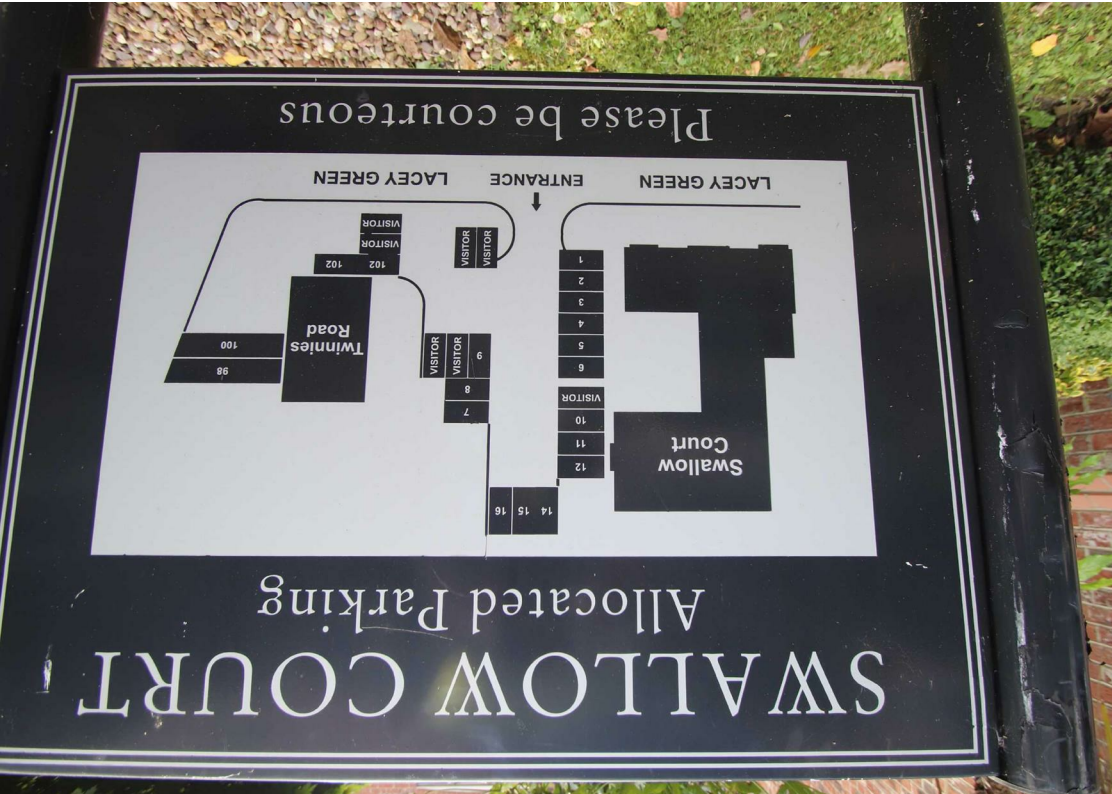 SWALLOW COURT
Allocated Parking
14 15 16
Swallow
Court
12
11
10
VISITOR
6
5
4
3
2
1
7
8
9
VISITOR
VISITOR
98
100
Twinnies
Road
102 102
VISITOR
VISITOR
VISITOR
VISITOR
LACEY GREEN
ENTRANCE
LACEY GREEN
Please be courteous